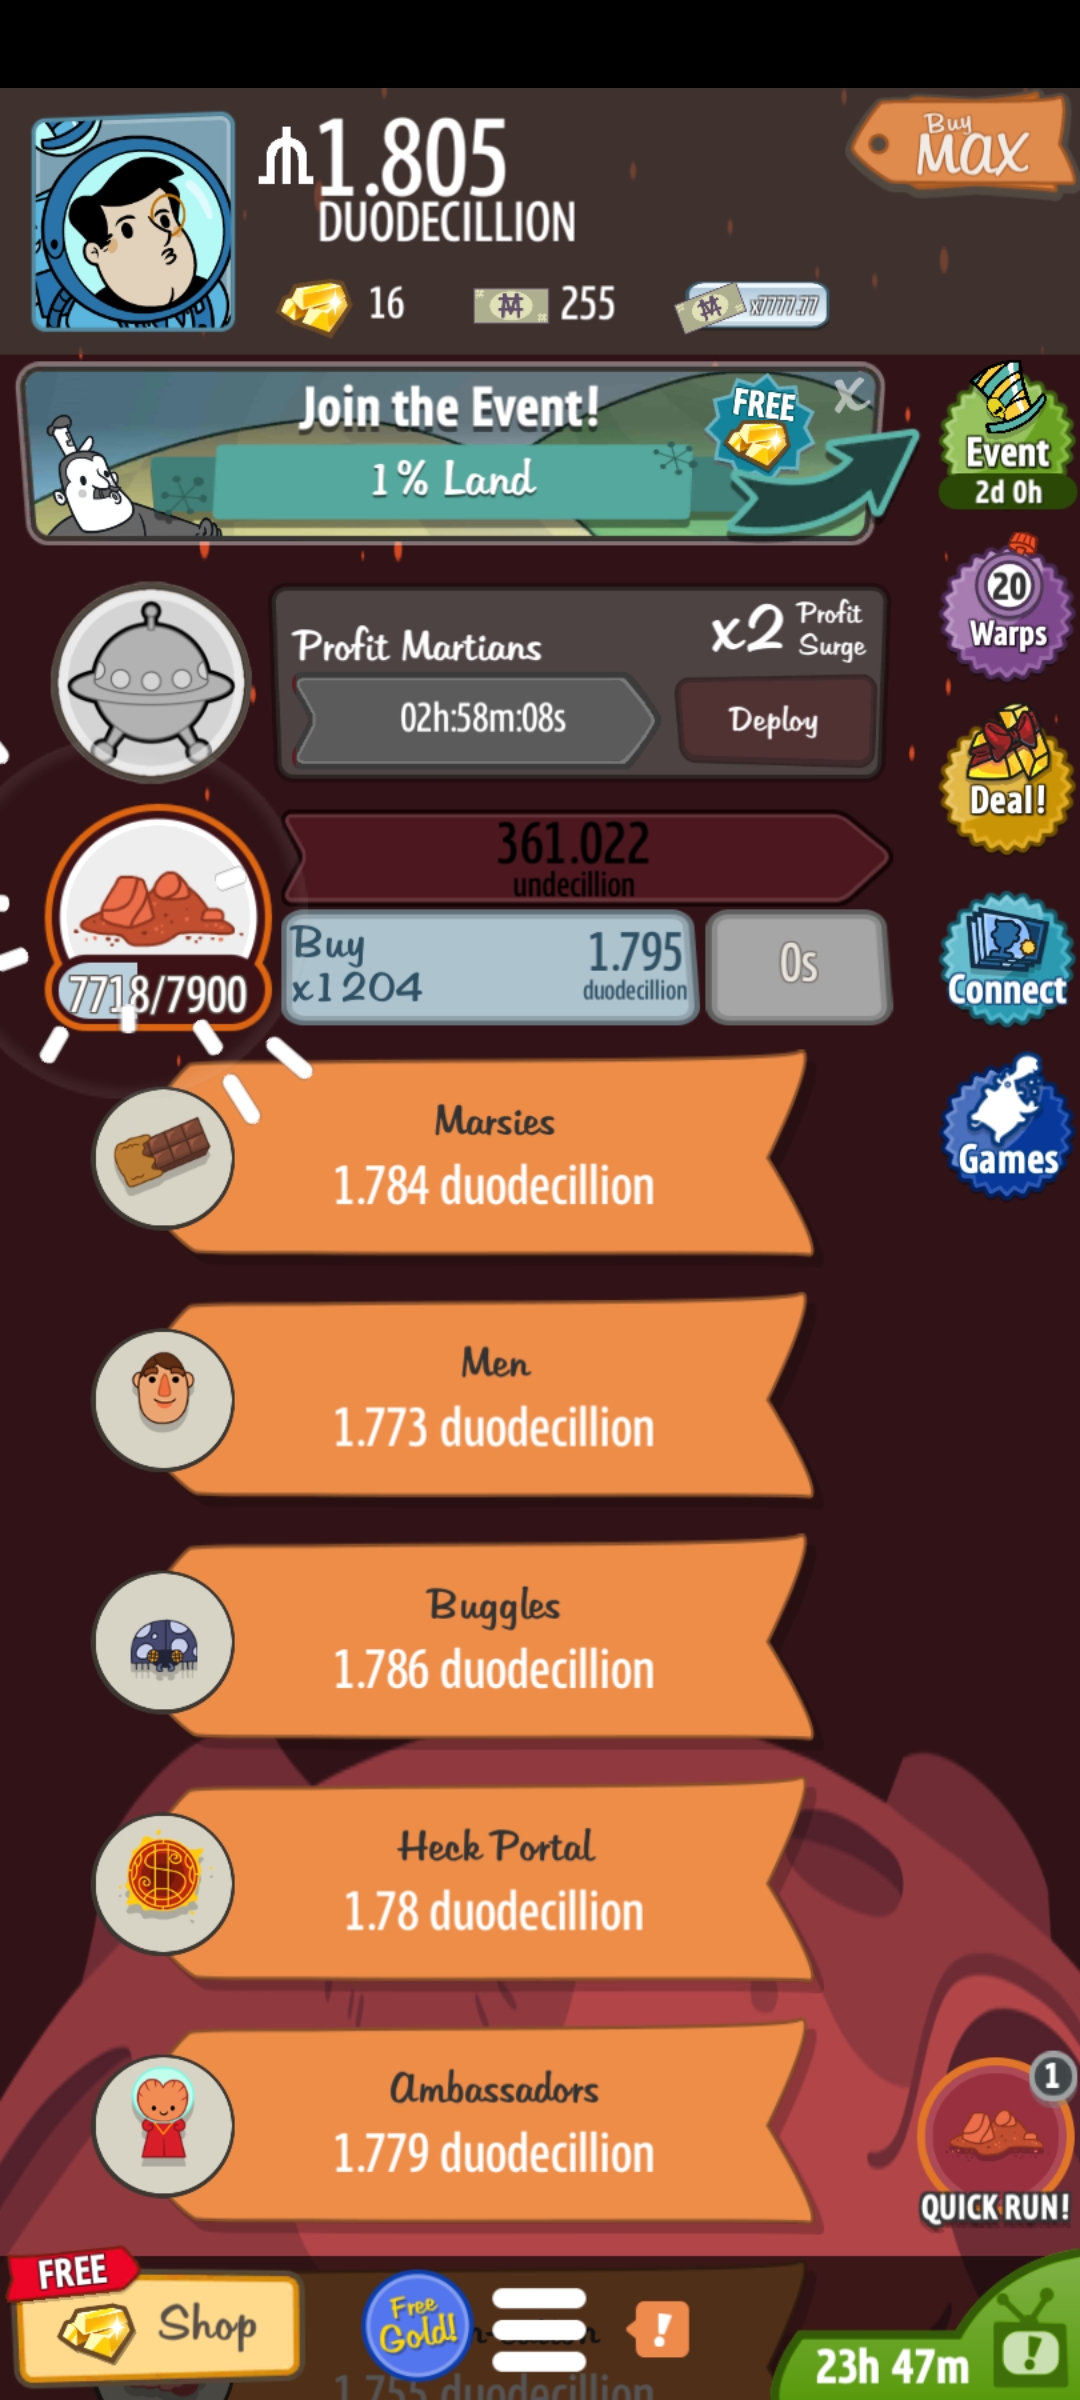 1.805
DUODECILLION
Buy
MAX
16
255
x7777.77
Join the Event!
1% Land
FREE
X
Event
2d 0h
20
Warps
Profit Martians
x2 Profit
Surge
02h:58m:08s
Deploy
Deal!
361.022
undecillion
7718/7900
Buy
x1204
1.795
duodecillion
0s
Connect
Marsies
1.784 duodecillion
Games
Men
1.773 duodecillion
Buggles
1.786 duodecillion
Heck Portal
1.78 duodecillion
Ambassadors
1.779 duodecillion
1
QUICK RUN!
FREE
Shop
Free
Gold!
!
23h 47m
!
1.755 duodecillion